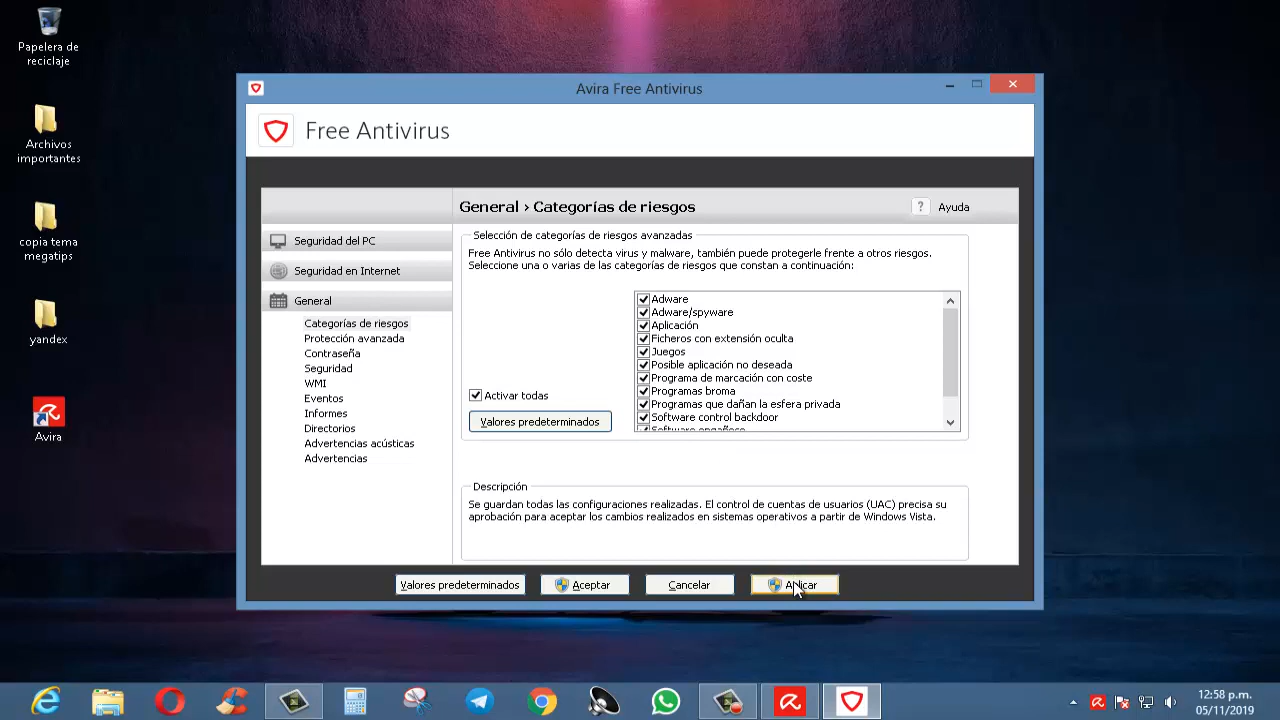 Papelera de
reciclaje
Archivos
importantes
copia tema
megatips
yandex
Avira
Avira Free Antivirus
Free Antivirus
General › Categorías de riesgos
? Ayuda
Seguridad del PC
Seguridad en Internet
General
Categorías de riesgos
Protección avanzada
Contraseña
Seguridad
WMI
Eventos
Informes
Directorios
Advertencias acústicas
Advertencias
Selección de categorías de riesgos avanzadas
Free Antivirus no sólo detecta virus y malware, también puede protegerle frente a otros riesgos.
Seleccione una o varias de las categorías de riesgos que constan a continuación:
Adware
Adware/spyware
Aplicación
Ficheros con extensión oculta
Juegos
Posible aplicación no deseada
Programa de marcación con coste
Programas broma
Programas que dañan la esfera privada
Software control backdoor
Software engañoso
Activar todas
Valores predeterminados
Descripción
Se guardan todas las configuraciones realizadas. El control de cuentas de usuarios (UAC) precisa su
aprobación para aceptar los cambios realizados en sistemas operativos a partir de Windows Vista.
Valores predeterminados
Aceptar
Cancelar
Aplicar
12:58 p.m.
05/11/2019